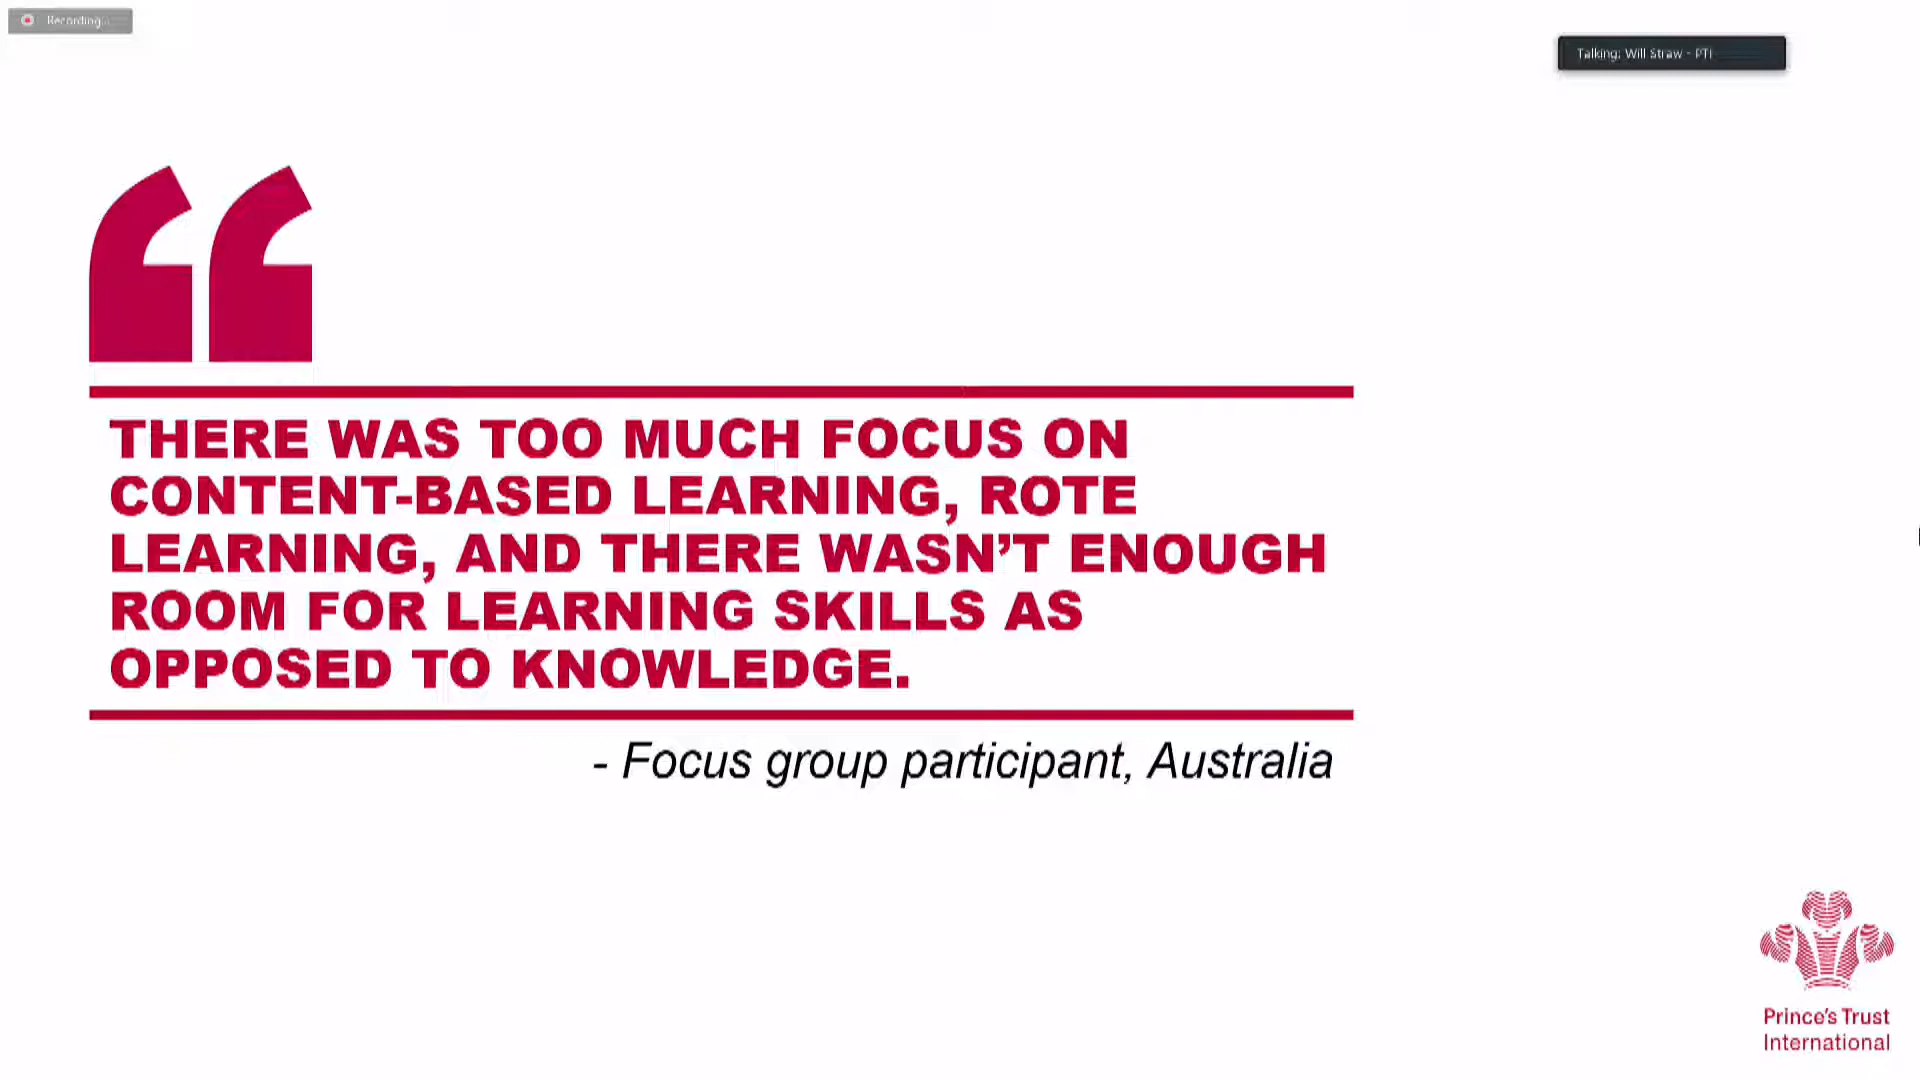 Recording...
Talking: Will Straw - PTI
THERE WAS TOO MUCH FOCUS ON
CONTENT-BASED LEARNING, ROTE
LEARNING, AND THERE WASN’T ENOUGH
ROOM FOR LEARNING SKILLS AS
OPPOSED TO KNOWLEDGE.
- Focus group participant, Australia
Prince's Trust
International